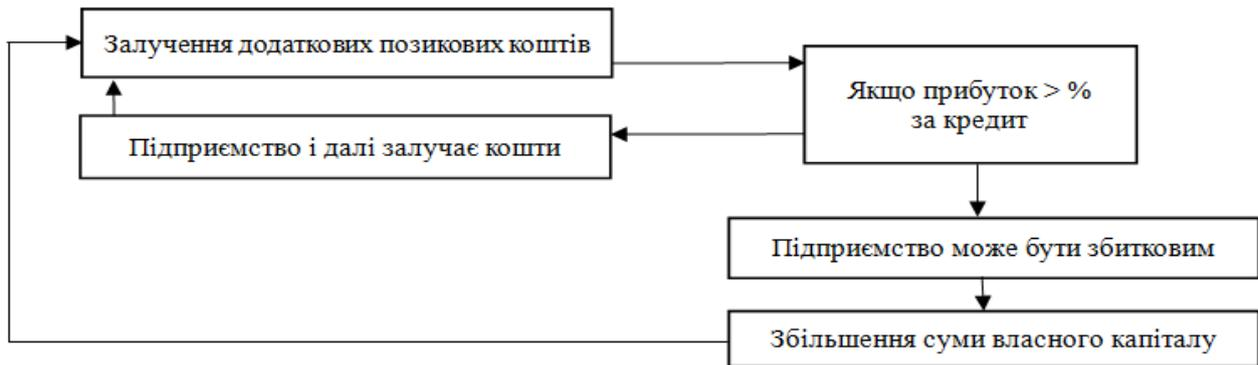 Залучення додаткових позикових коштів
Якщо прибуток > %
за кредит
Підприємство і далі залучає кошти
Підприємство може бути збитковим
Збільшення суми власного капіталу